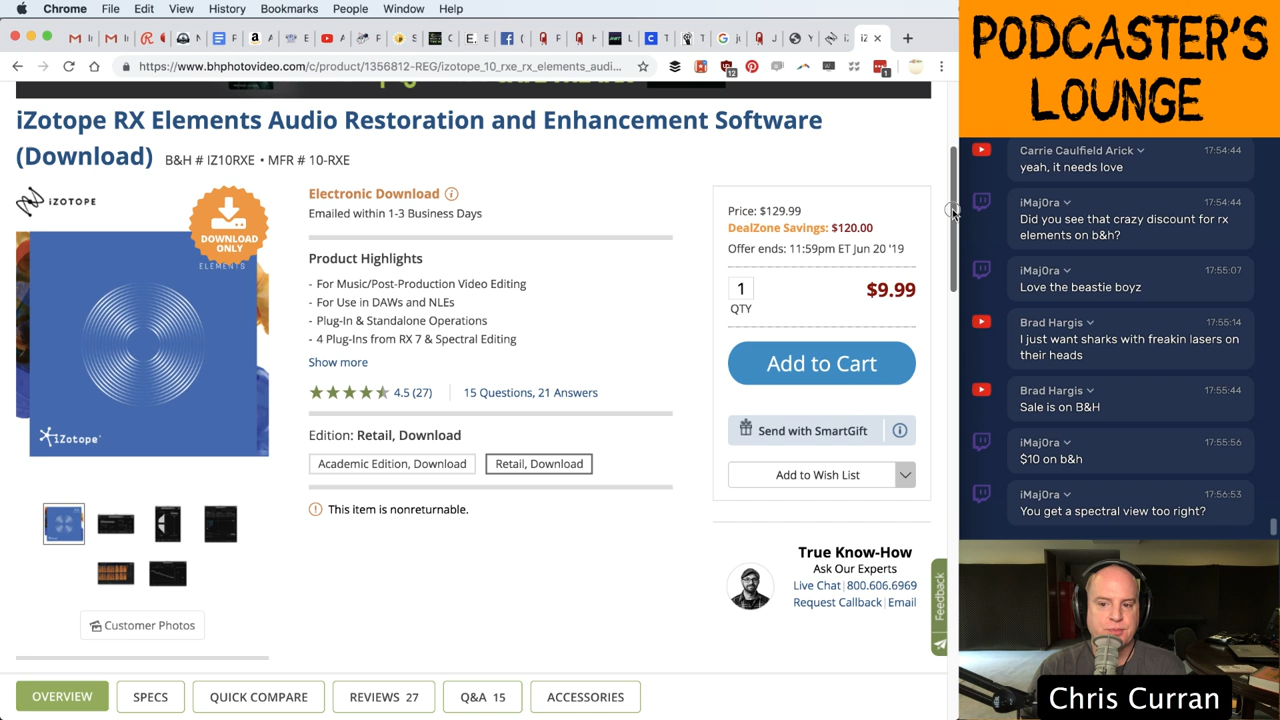 Chrome File Edit View History Bookmarks People Window Help
https://www.bhphotovideo.com/c/product/1356812-REG/izotope_10_rxe_rx_elements_audi...
12
1
iZotope RX Elements Audio Restoration and Enhancement Software
(Download) B&H # IZ10RXE • MFR # 10-RXE
iZOTOPE
DOWNLOAD
ONLY
ELEMENTS
iZotope
Customer Photos
Electronic Download
Emailed within 1-3 Business Days
Product Highlights
- For Music/Post-Production Video Editing
- For Use in DAWs and NLEs
- Plug-In & Standalone Operations
- 4 Plug-Ins from RX 7 & Spectral Editing
Show more
4.5 (27) 15 Questions, 21 Answers
Edition: Retail, Download
Academic Edition, Download Retail, Download
This item is nonreturnable.
Price: $129.99
DealZone Savings: $120.00
Offer ends: 11:59pm ET Jun 20 '19
1 $9.99
QTY
Add to Cart
Send with SmartGift
Add to Wish List
True Know-How
Ask Our Experts
Live Chat | 800.606.6969
Request Callback | Email
Feedback
OVERVIEW SPECS QUICK COMPARE REVIEWS 27 Q&A 15 ACCESSORIES
PODCASTER'S
LOUNGE
Carrie Caulfield Arick 17:54:44
yeah, it needs love
iMaj0ra 17:54:44
Did you see that crazy discount for rx
elements on b&h?
iMaj0ra 17:55:07
Love the beastie boyz
Brad Hargis 17:55:14
I just want sharks with freakin lasers on
their heads
Brad Hargis 17:55:44
Sale is on B&H
iMaj0ra 17:55:56
$10 on b&h
iMaj0ra 17:56:53
You get a spectral view too right?
Chris Curran